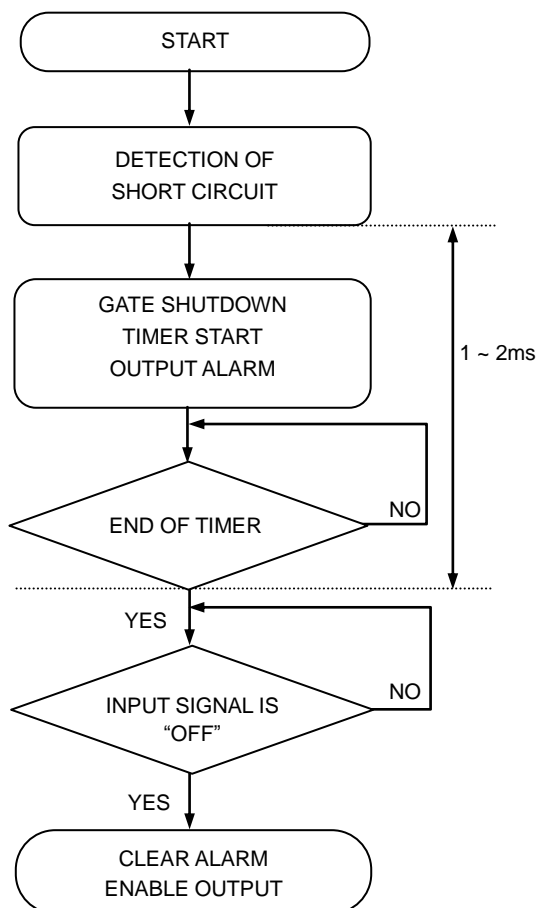 START
DETECTION OF
SHORT CIRCUIT
GATE SHUTDOWN
TIMER START
OUTPUT ALARM
1 ~ 2ms
END OF TIMER
NO
YES
INPUT SIGNAL IS
“OFF”
NO
YES
CLEAR ALARM
ENABLE OUTPUT